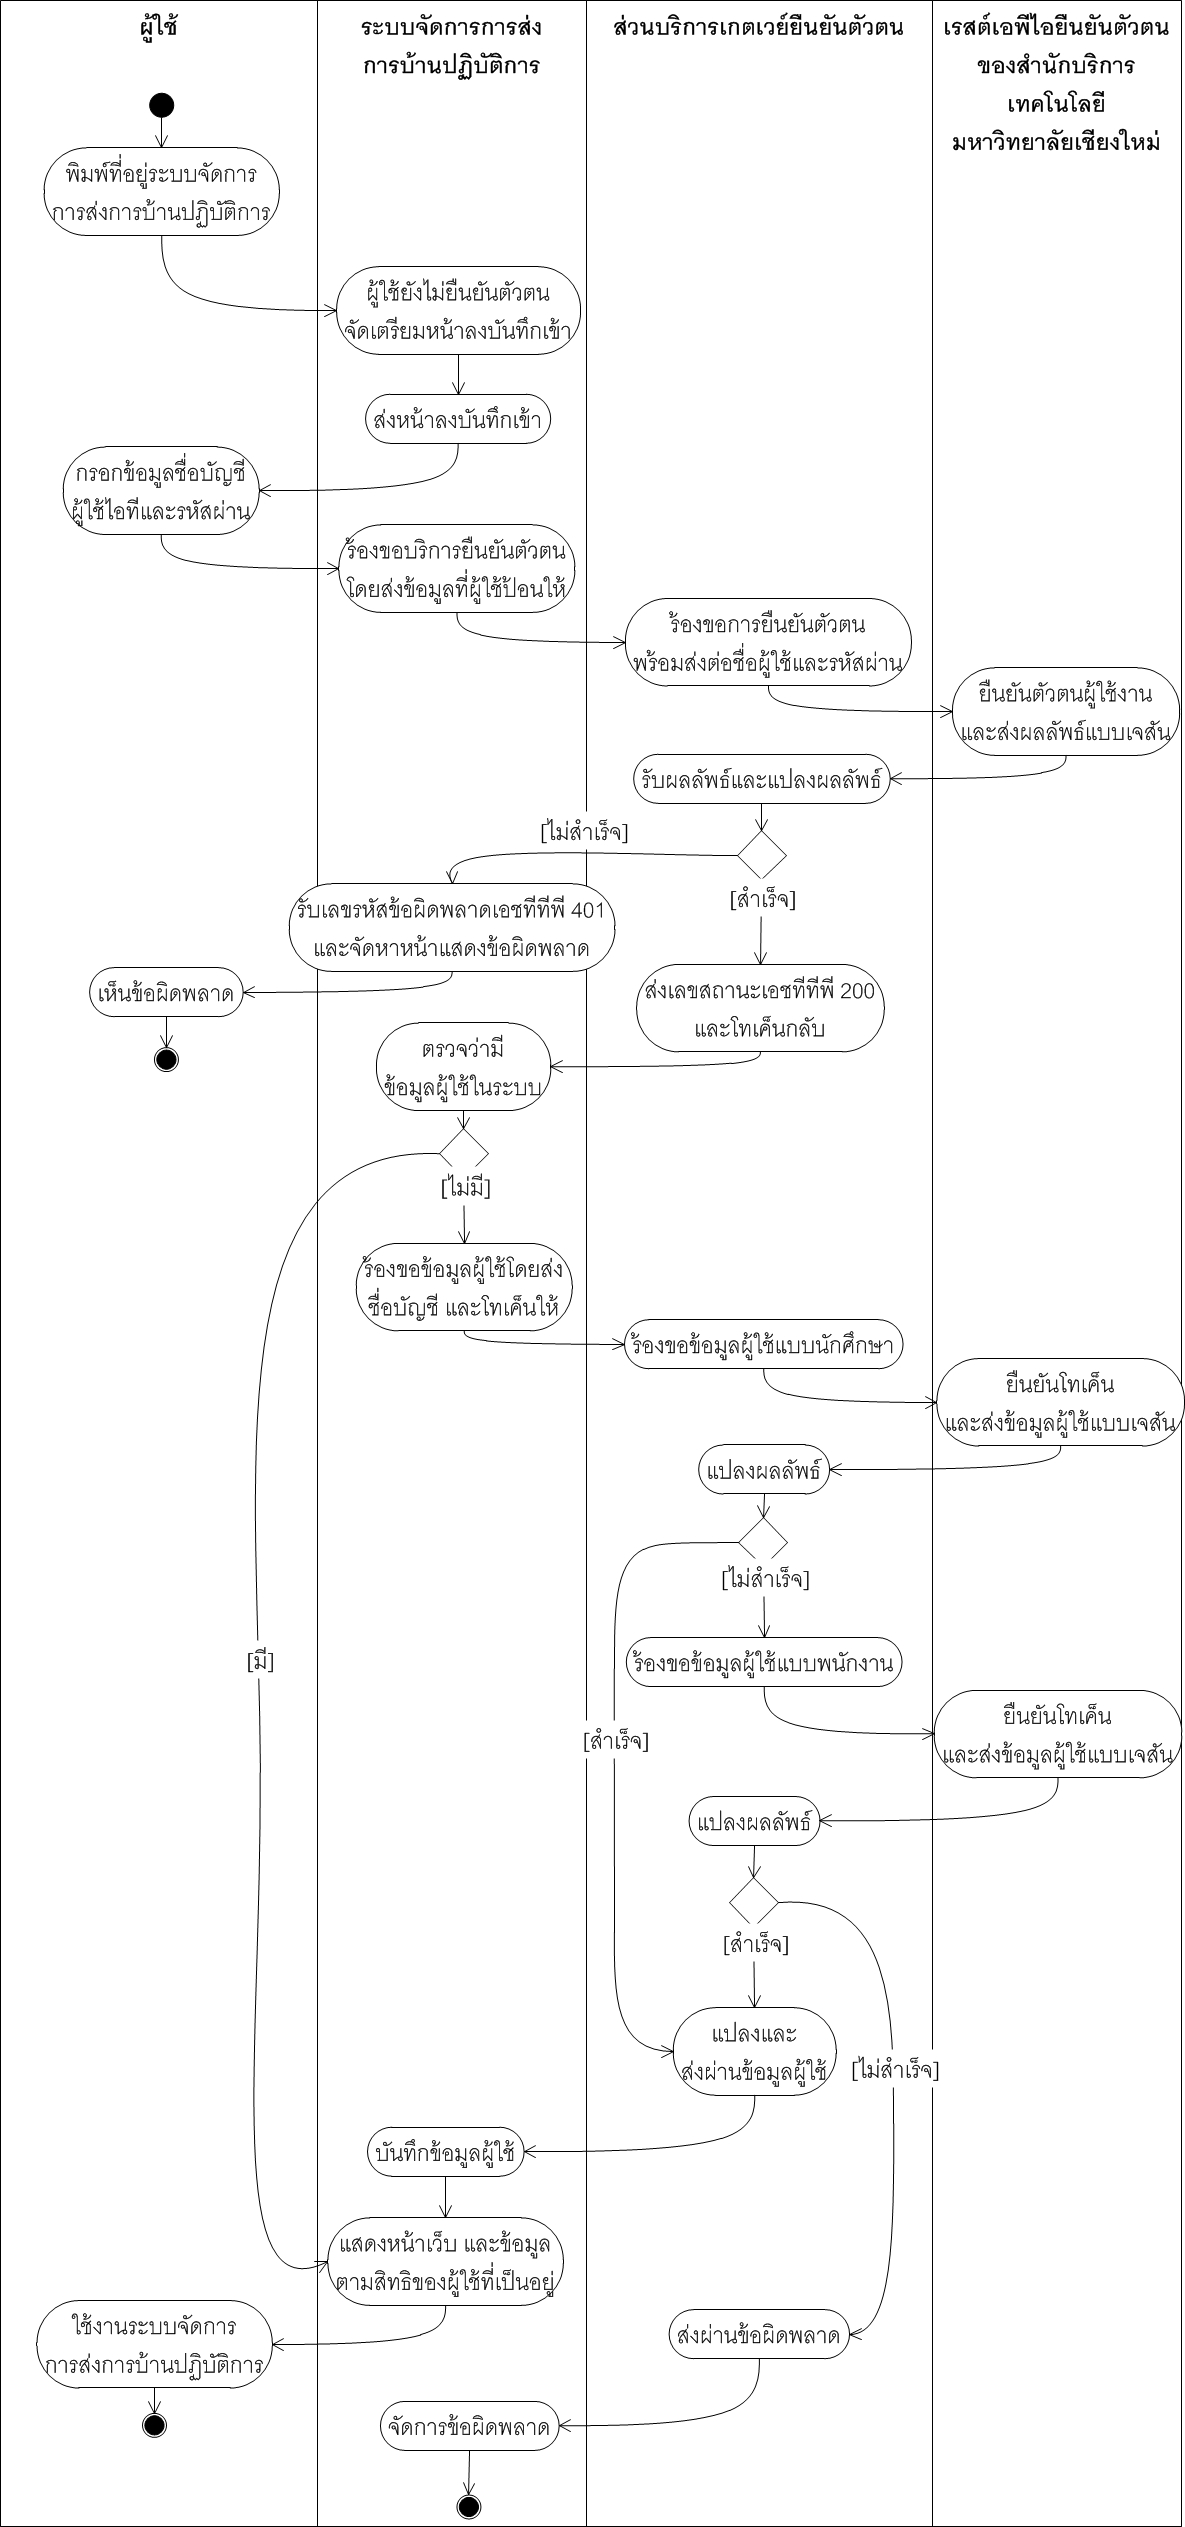 ผู้ใช้
ระบบจัดการการส่ง
การบ้านปฏิบัติการ
ส่วนบริการเกตเวย์ยืนยันตัวตน
เรสต์เอพีไอยืนยันตัวตน
ของสำนักบริการ
เทคโนโลยี
มหาวิทยาลัยเชียงใหม่
พิมพ์ที่อยู่ระบบจัดการ
การส่งการบ้านปฏิบัติการ
ผู้ใช้ยังไม่ยืนยันตัวตน
จัดเตรียมหน้าลงบันทึกเข้า
ส่งหน้าลงบันทึกเข้า
กรอกข้อมูลชื่อบัญชี
ผู้ใช้ไอทีและรหัสผ่าน
ร้องขอบริการยืนยันตัวตน
โดยส่งข้อมูลที่ผู้ใช้ป้อนให้
ร้องขอการยืนยันตัวตน
พร้อมส่งต่อชื่อผู้ใช้และรหัสผ่าน
ยืนยันตัวตนผู้ใช้งาน
และส่งผลลัพธ์แบบเจสัน
รับผลลัพธ์และแปลงผลลัพธ์
[ไม่สำเร็จ]
[สำเร็จ]
รับเลขรหัสข้อผิดพลาดเอชทีทีพี 401
และจัดหาหน้าแสดงข้อผิดพลาด
เห็นข้อผิดพลาด
ส่งเลขสถานะเอชทีทีพี 200
และโทเค็นกลับ
ตรวจว่ามี
ข้อมูลผู้ใช้ในระบบ
[ไม่มี]
ร้องขอข้อมูลผู้ใช้โดยส่ง
ชื่อบัญชี และโทเค็นให้
ร้องขอข้อมูลผู้ใช้แบบนักศึกษา
ยืนยันโทเค็น
และส่งข้อมูลผู้ใช้แบบเจสัน
แปลงผลลัพธ์
[ไม่สำเร็จ]
ร้องขอข้อมูลผู้ใช้แบบพนักงาน
[มี]
[สำเร็จ]
ยืนยันโทเค็น
และส่งข้อมูลผู้ใช้แบบเจสัน
แปลงผลลัพธ์
[สำเร็จ]
แปลงและ
ส่งผ่านข้อมูลผู้ใช้
[ไม่สำเร็จ]
บันทึกข้อมูลผู้ใช้
แสดงหน้าเว็บ และข้อมูล
ตามสิทธิของผู้ใช้ที่เป็นอยู่
ใช้งานระบบจัดการ
การส่งการบ้านปฏิบัติการ
ส่งผ่านข้อผิดพลาด
จัดการข้อผิดพลาด